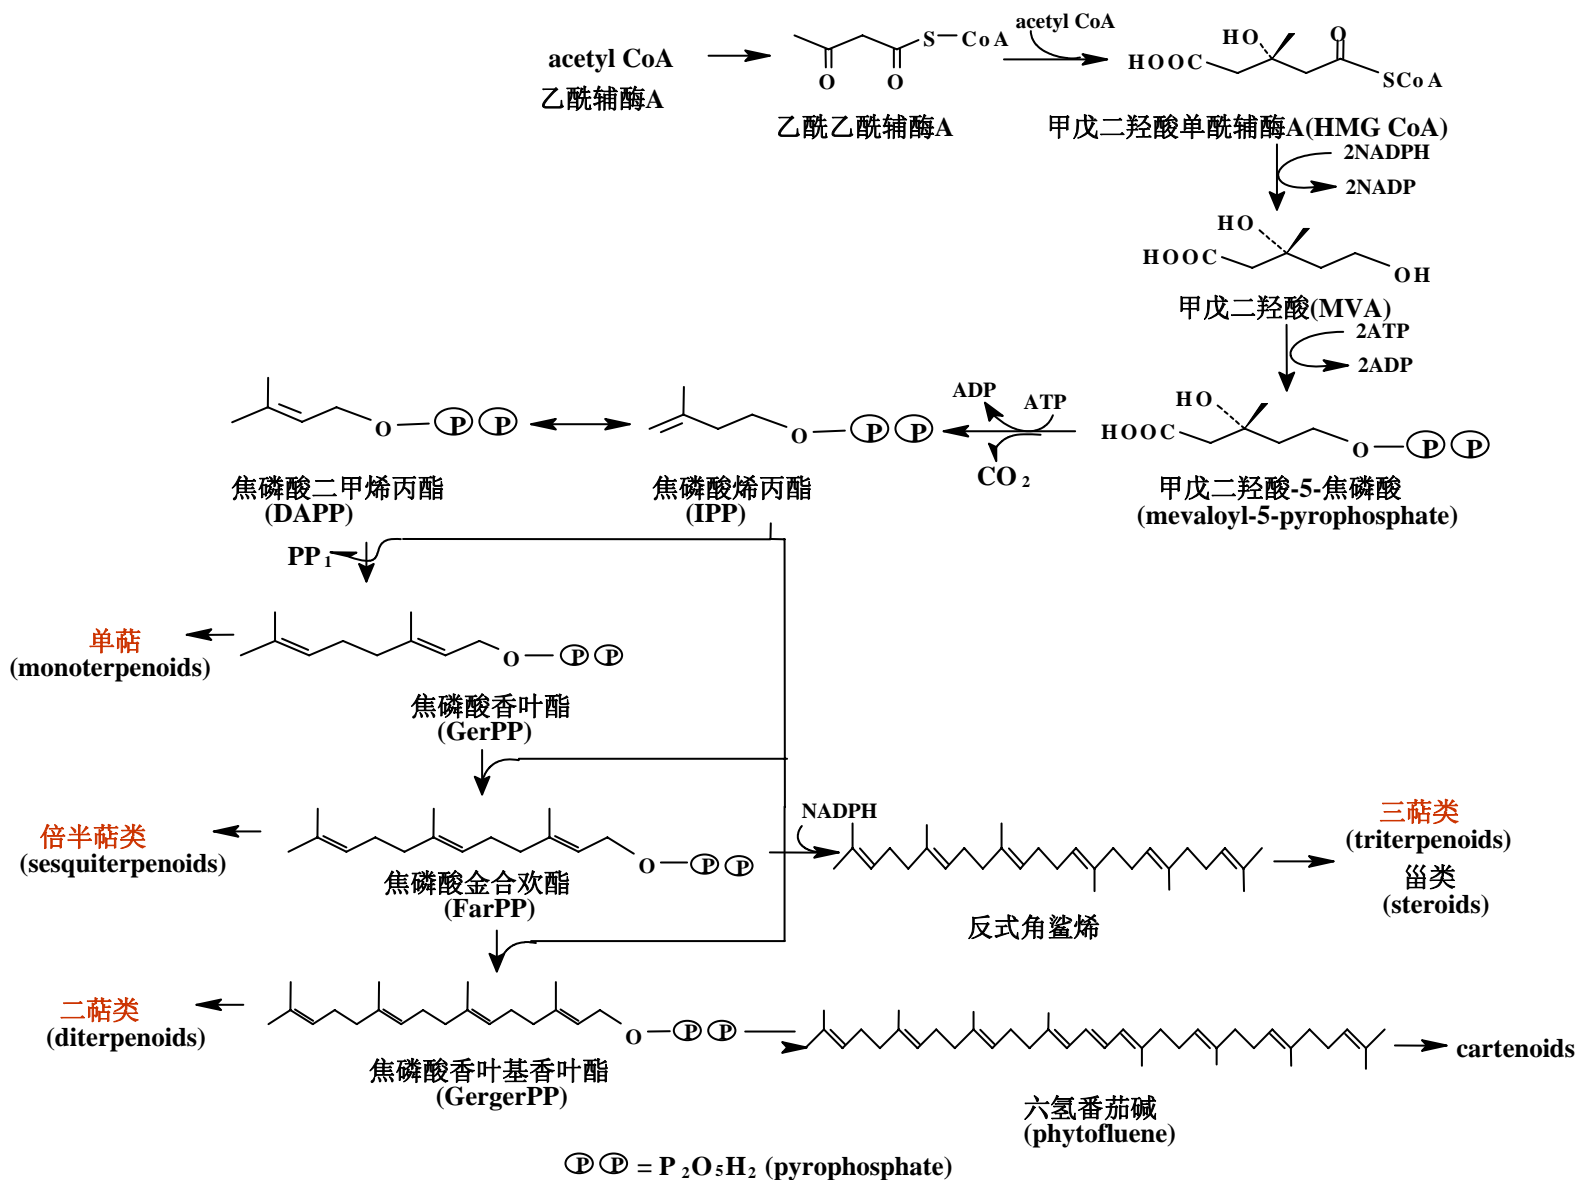 acetyl CoA
乙酰辅酶A
S
CoA
O
O
乙酰乙酰辅酶A
acetyl CoA
HO
O
HOOC
SCoA
甲戊二羟酸单酰辅酶A(HMG CoA)
2NADPH
2NADP
HO
HOOC
OH
甲戊二羟酸(MVA)
2ATP
2ADP
HO
HOOC
O
P P
甲戊二羟酸-5-焦磷酸
(mevaloyl-5-pyrophosphate)
ADP
ATP
CO2
O
P P
焦磷酸烯丙酯
(IPP)
O
P P
焦磷酸二甲烯丙酯
(DAPP)
PP1
单萜
(monoterpenoids)
O
P P
焦磷酸香叶酯
(GerPP)
倍半萜类
(sesquiterpenoids)
O
P P
焦磷酸金合欢酯
(FarPP)
NADPH
反式角鲨烯
三萜类
(triterpenoids)
甾类
(steroids)
二萜类
(diterpenoids)
O
P P
焦磷酸香叶基香叶酯
(GergerPP)
六氢番茄碱
(phytofluene)
cartenoids
P P = P2O5H2 (pyrophosphate)